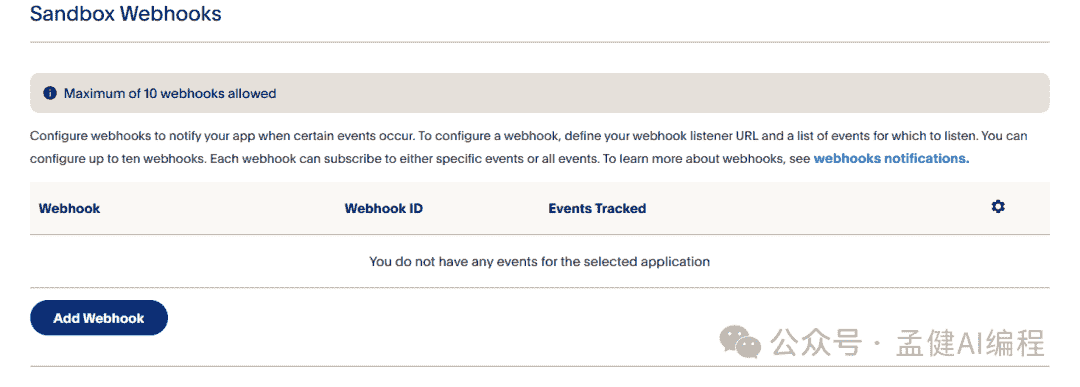 Sandbox Webhooks
Maximum of 10 webhooks allowed
Configure webhooks to notify your app when certain events occur. To configure a webhook, define your webhook listener URL and a list of events for which to listen. You can
configure up to ten webhooks. Each webhook can subscribe to either specific events or all events. To learn more about webhooks, see webhooks notifications.
Webhook Webhook ID Events Tracked
You do not have any events for the selected application
Add Webhook
公众号 · 孟健AI编程